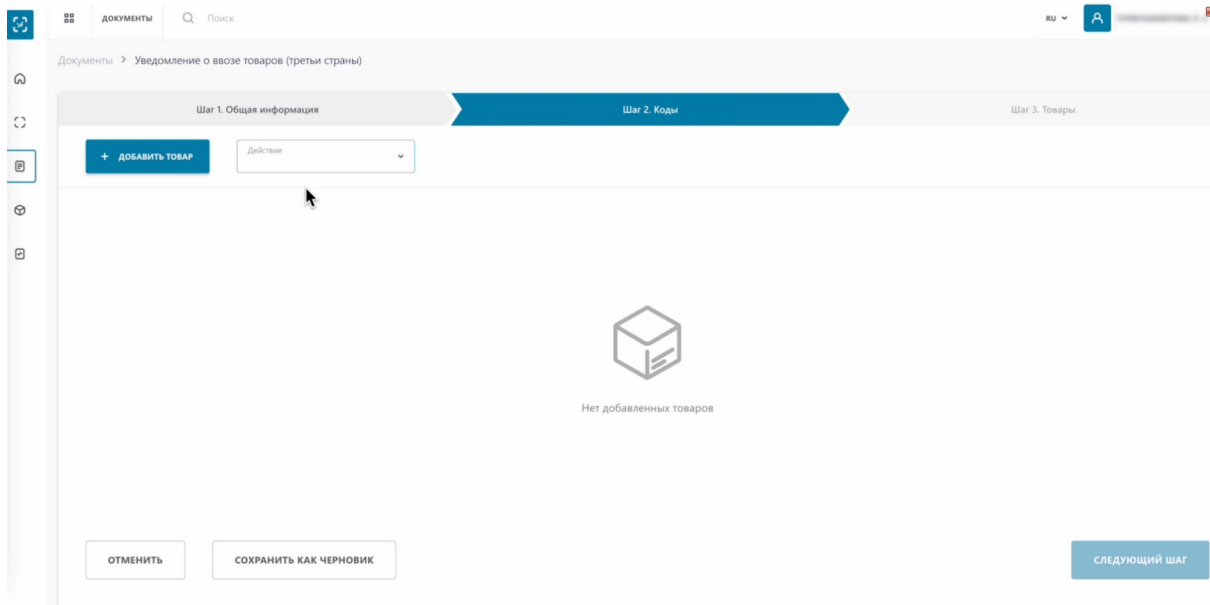 ДОКУМЕНТЫ Поиск RU
Документы > Уведомление о ввозе товаров (третьи страны)
Шаг 1. Общая информация Шаг 2. Коды Шаг 3. Товары
+ ДОБАВИТЬ ТОВАР Действие
Нет добавленных товаров
ОТМЕНИТЬ СОХРАНИТЬ КАК ЧЕРНОВИК СЛЕДУЮЩИЙ ШАГ